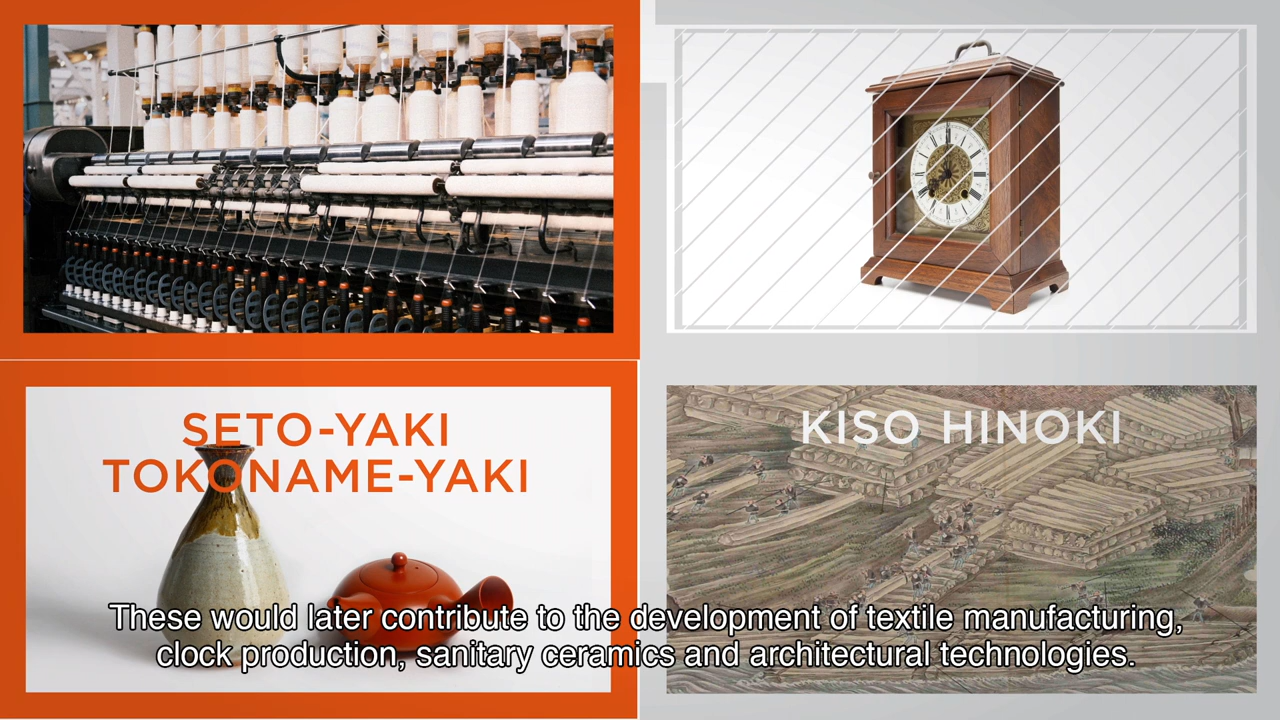 SETO-YAKI
TOKONAME-YAKI
KISO HINOKI
These would later contribute to the development of textile manufacturing,
clock production, sanitary ceramics and architectural technologies.